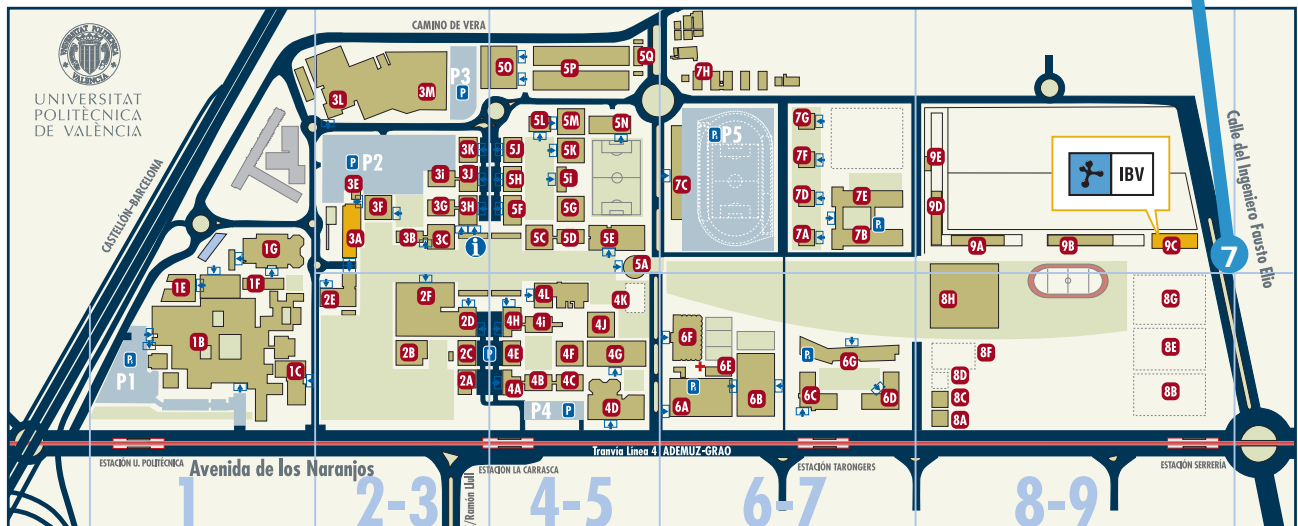 CAMINO DE VERA
UNIVERSITAT POLITECNICA
DE VALENCIA
UNIVERSITAT
POLITÈCNICA
DE VALÈNCIA
CASTELLÓN-BARCELONA
Calle del Ingeniero Fausto Elio
3L
3M
P3
P
5O
5P
5Q
7H
P2
P
3E
3F
3A
3B
3C
3G
3H
3i
3J
3K
i
5L
5M
5N
5J
5K
5H
5i
5F
5G
5C
5D
5E
5A
7C
P
P5
7G
7F
7D
7A
7E
7B
P
9E
9D
9A
9B
9C
IBV
7
1G
1E
1F
1B
1C
P
P1
2E
2F
2D
2B
2C
2A
P
4H
4L
4i
4K
4J
4E
4F
4G
4A
4B
4C
4D
P4
P
6F
6E
P
6A
6B
P
6G
6C
6D
8H
8F
8D
8C
8A
8G
8E
8B
Tranvía Línea 4 ADEMUZ-GRAO
ESTACIÓN U. POLITÉCNICA
Avenida de los Naranjos
/Ramón Llull
ESTACIÓN LA CARRASCA
ESTACIÓN TARONGERS
ESTACIÓN SERRERÍA
1
2-3
4-5
6-7
8-9